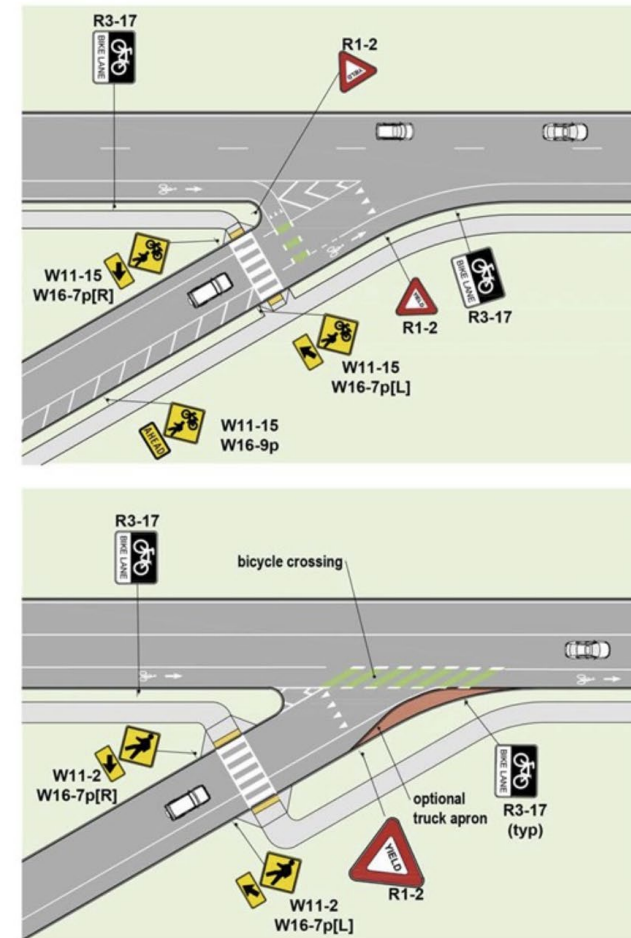 R3-17
BIKE LANE
R1-2
YIELD
W11-15
W16-7p[R]
YIELD
R1-2
BIKE LANE
R3-17
W11-15
W16-7p[L]
AHEAD
W11-15
W16-9p
R3-17
BIKE LANE
bicycle crossing
W11-2
W16-7p[R]
optional
truck apron
BIKE LANE
R3-17
(typ)
YIELD
R1-2
W11-2
W16-7p[L]